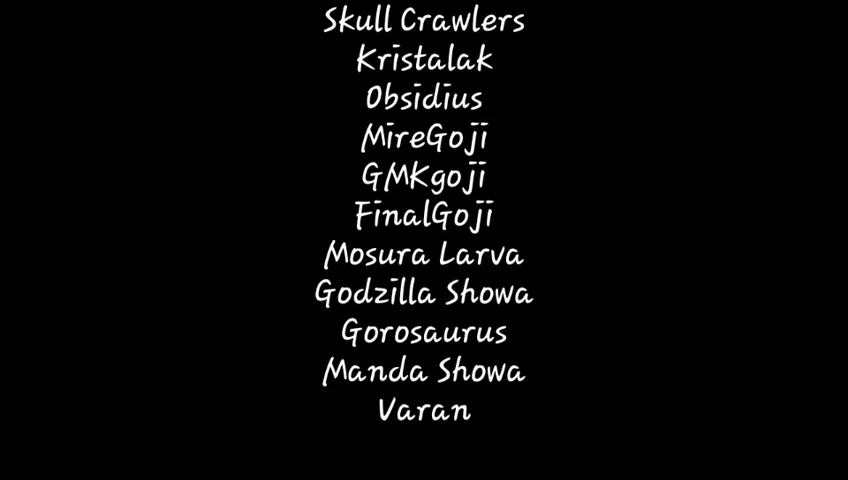 Skull Crawlers
Kristalak
Obsidius
MireGoji
GMKgoji
FinalGoji
Mosura Larva
Godzilla Showa
Gorosaurus
Manda Showa
Varan